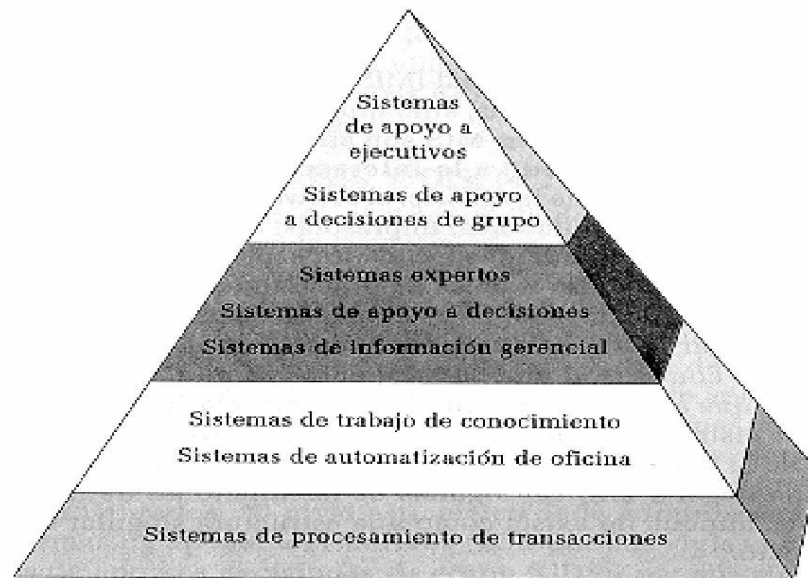 Sistemas
de apoyo a
ejecutivos
Sistemas de apoyo
a decisiones de grupo
Sistemas expertos
Sistemas de apoyo a decisiones
Sistemas de información gerencial
Sistemas de trabajo de conocimiento
Sistemas de automatización de oficina
Sistemas de procesamiento de transacciones